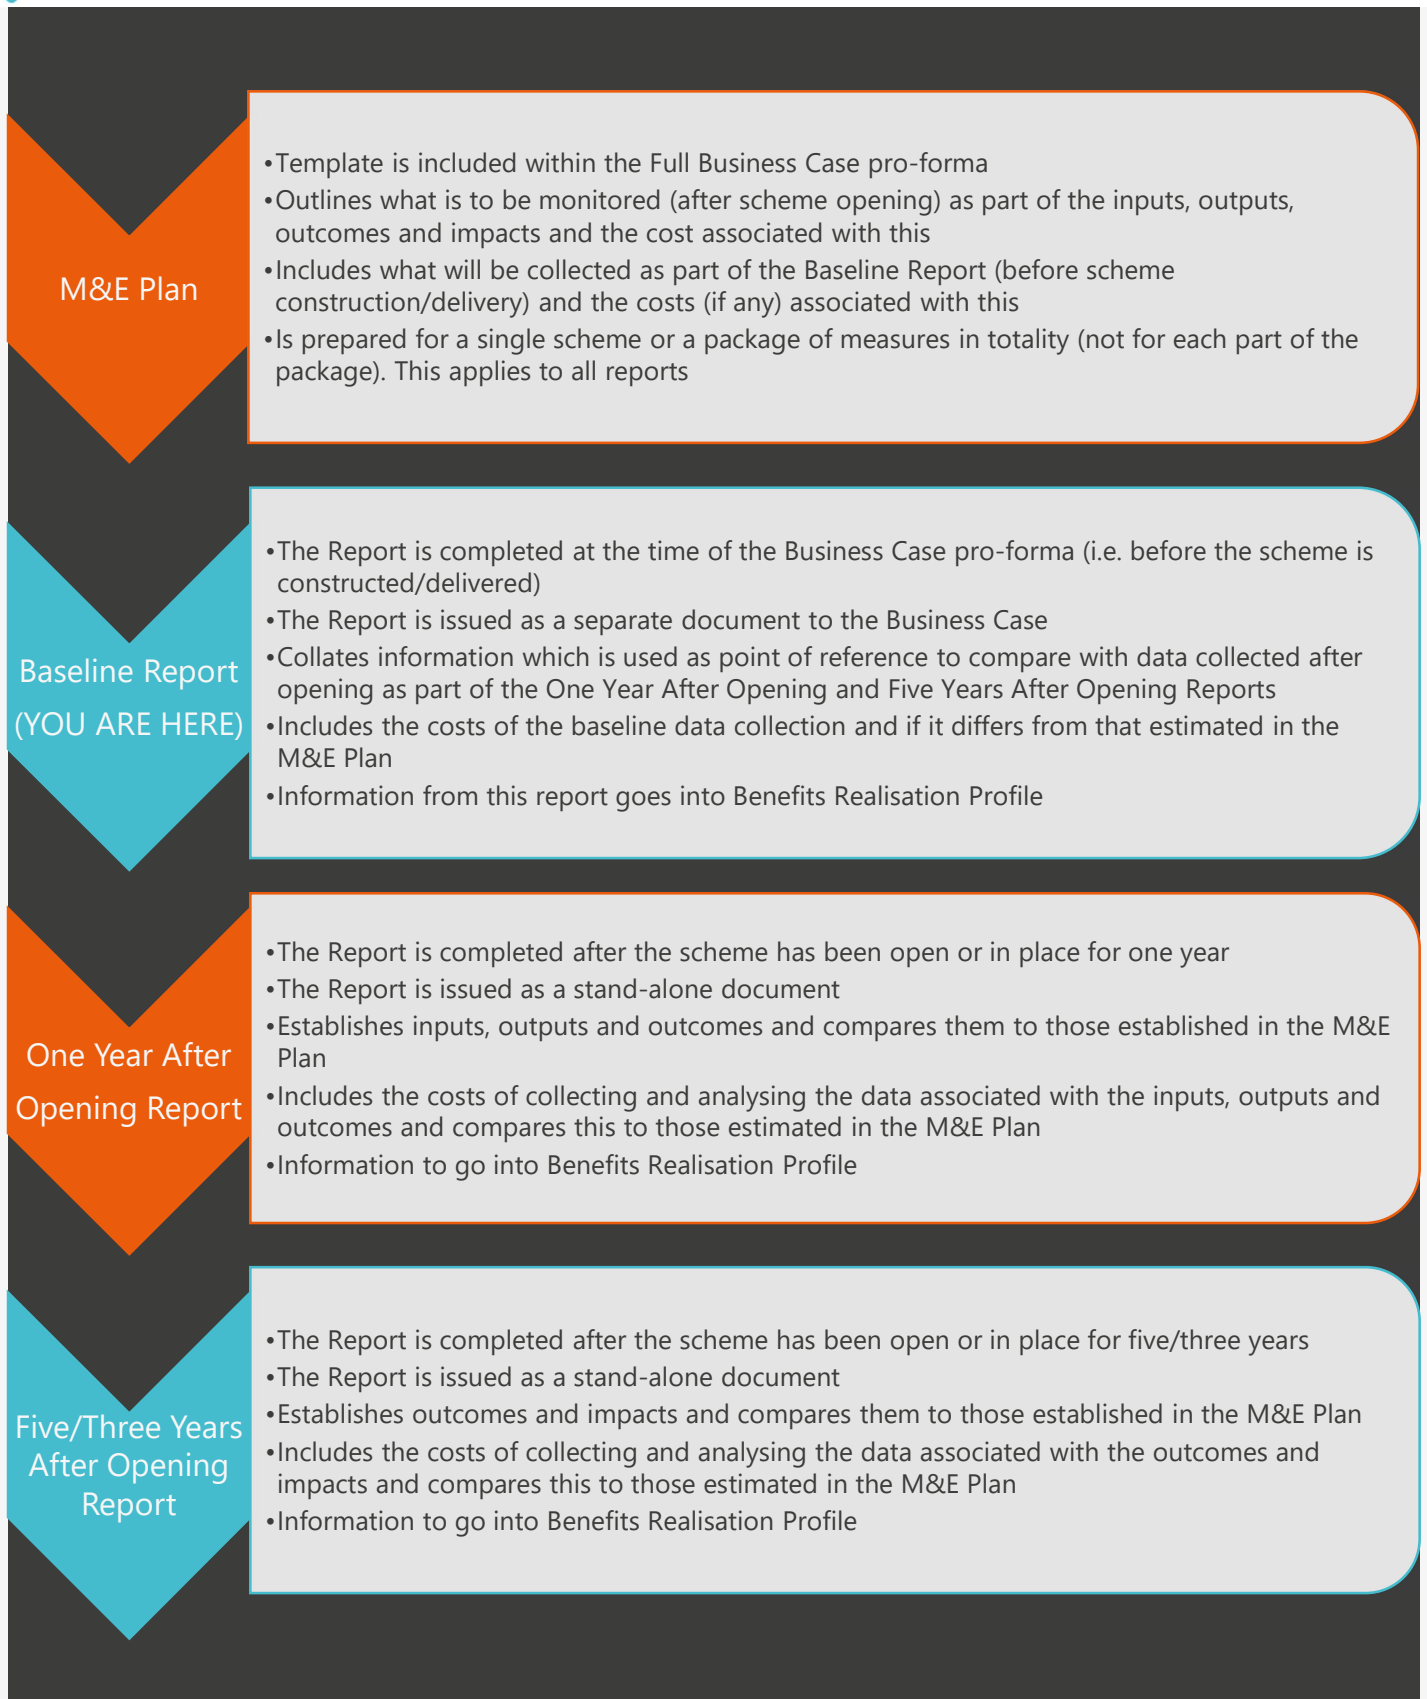 M&E Plan
•Template is included within the Full Business Case pro-forma
•Outlines what is to be monitored (after scheme opening) as part of the inputs, outputs,
outcomes and impacts and the cost associated with this
•Includes what will be collected as part of the Baseline Report (before scheme
construction/delivery) and the costs (if any) associated with this
•Is prepared for a single scheme or a package of measures in totality (not for each part of the
package). This applies to all reports
Baseline Report
(YOU ARE HERE)
•The Report is completed at the time of the Business Case pro-forma (i.e. before the scheme is
constructed/delivered)
•The Report is issued as a separate document to the Business Case
•Collates information which is used as point of reference to compare with data collected after
opening as part of the One Year After Opening and Five Years After Opening Reports
•Includes the costs of the baseline data collection and if it differs from that estimated in the
M&E Plan
•Information from this report goes into Benefits Realisation Profile
One Year After
Opening Report
•The Report is completed after the scheme has been open or in place for one year
•The Report is issued as a stand-alone document
•Establishes inputs, outputs and outcomes and compares them to those established in the M&E
Plan
•Includes the costs of collecting and analysing the data associated with the inputs, outputs and
outcomes and compares this to those estimated in the M&E Plan
•Information to go into Benefits Realisation Profile
Five/Three Years
After Opening
Report
•The Report is completed after the scheme has been open or in place for five/three years
•The Report is issued as a stand-alone document
•Establishes outcomes and impacts and compares them to those established in the M&E Plan
•Includes the costs of collecting and analysing the data associated with the outcomes and
impacts and compares this to those estimated in the M&E Plan
•Information to go into Benefits Realisation Profile